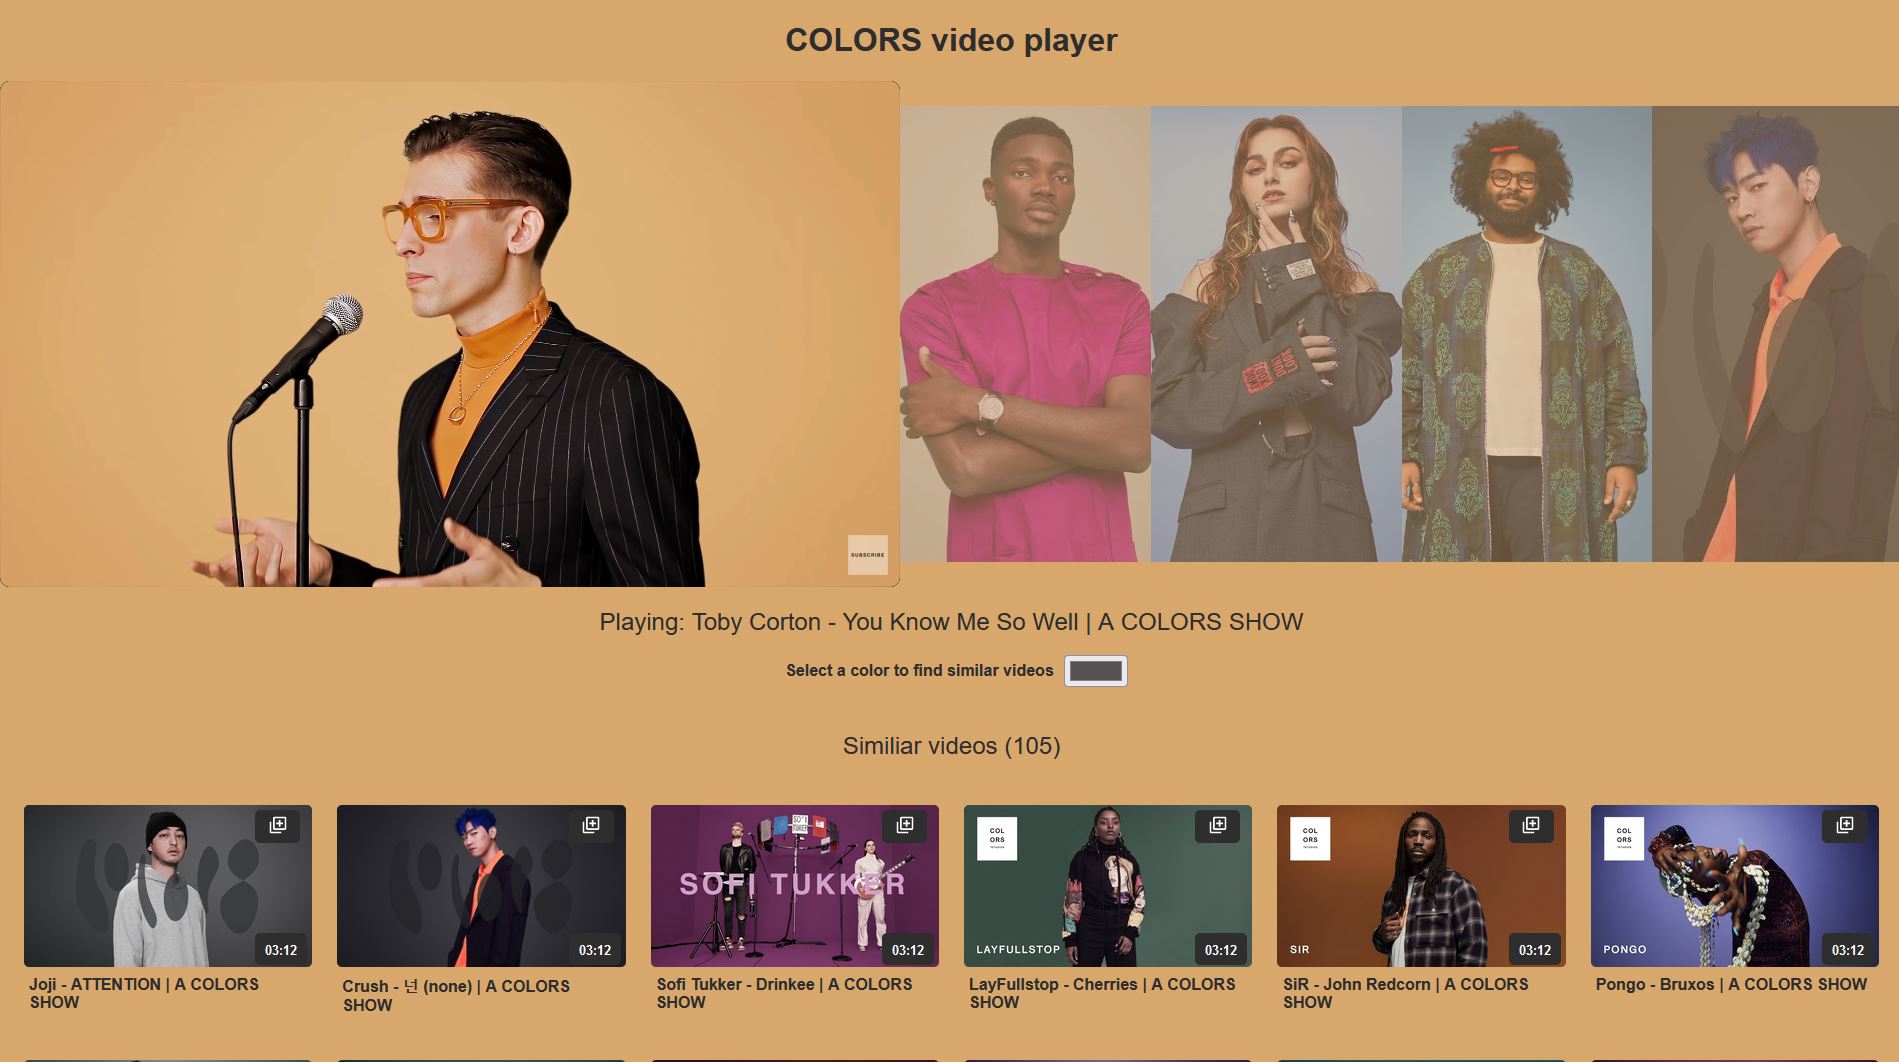 COLORS video player
SUBSCRIBE
Playing: Toby Corton - You Know Me So Well | A COLORS SHOW
Select a color to find similar videos
Similiar videos (105)
SOFI TUKKER
COL
ORS
COL
ORS
COL
ORS
LAYFULLSTOP
SIR
PONGO
03:12
03:12
03:12
03:12
03:12
03:12
Joji - ATTENTION | A COLORS
SHOW
Crush - 넌 (none) | A COLORS
SHOW
Sofi Tukker - Drinkee | A COLORS
SHOW
LayFullstop - Cherries | A COLORS
SHOW
SiR - John Redcorn | A COLORS
SHOW
Pongo - Bruxos | A COLORS SHOW